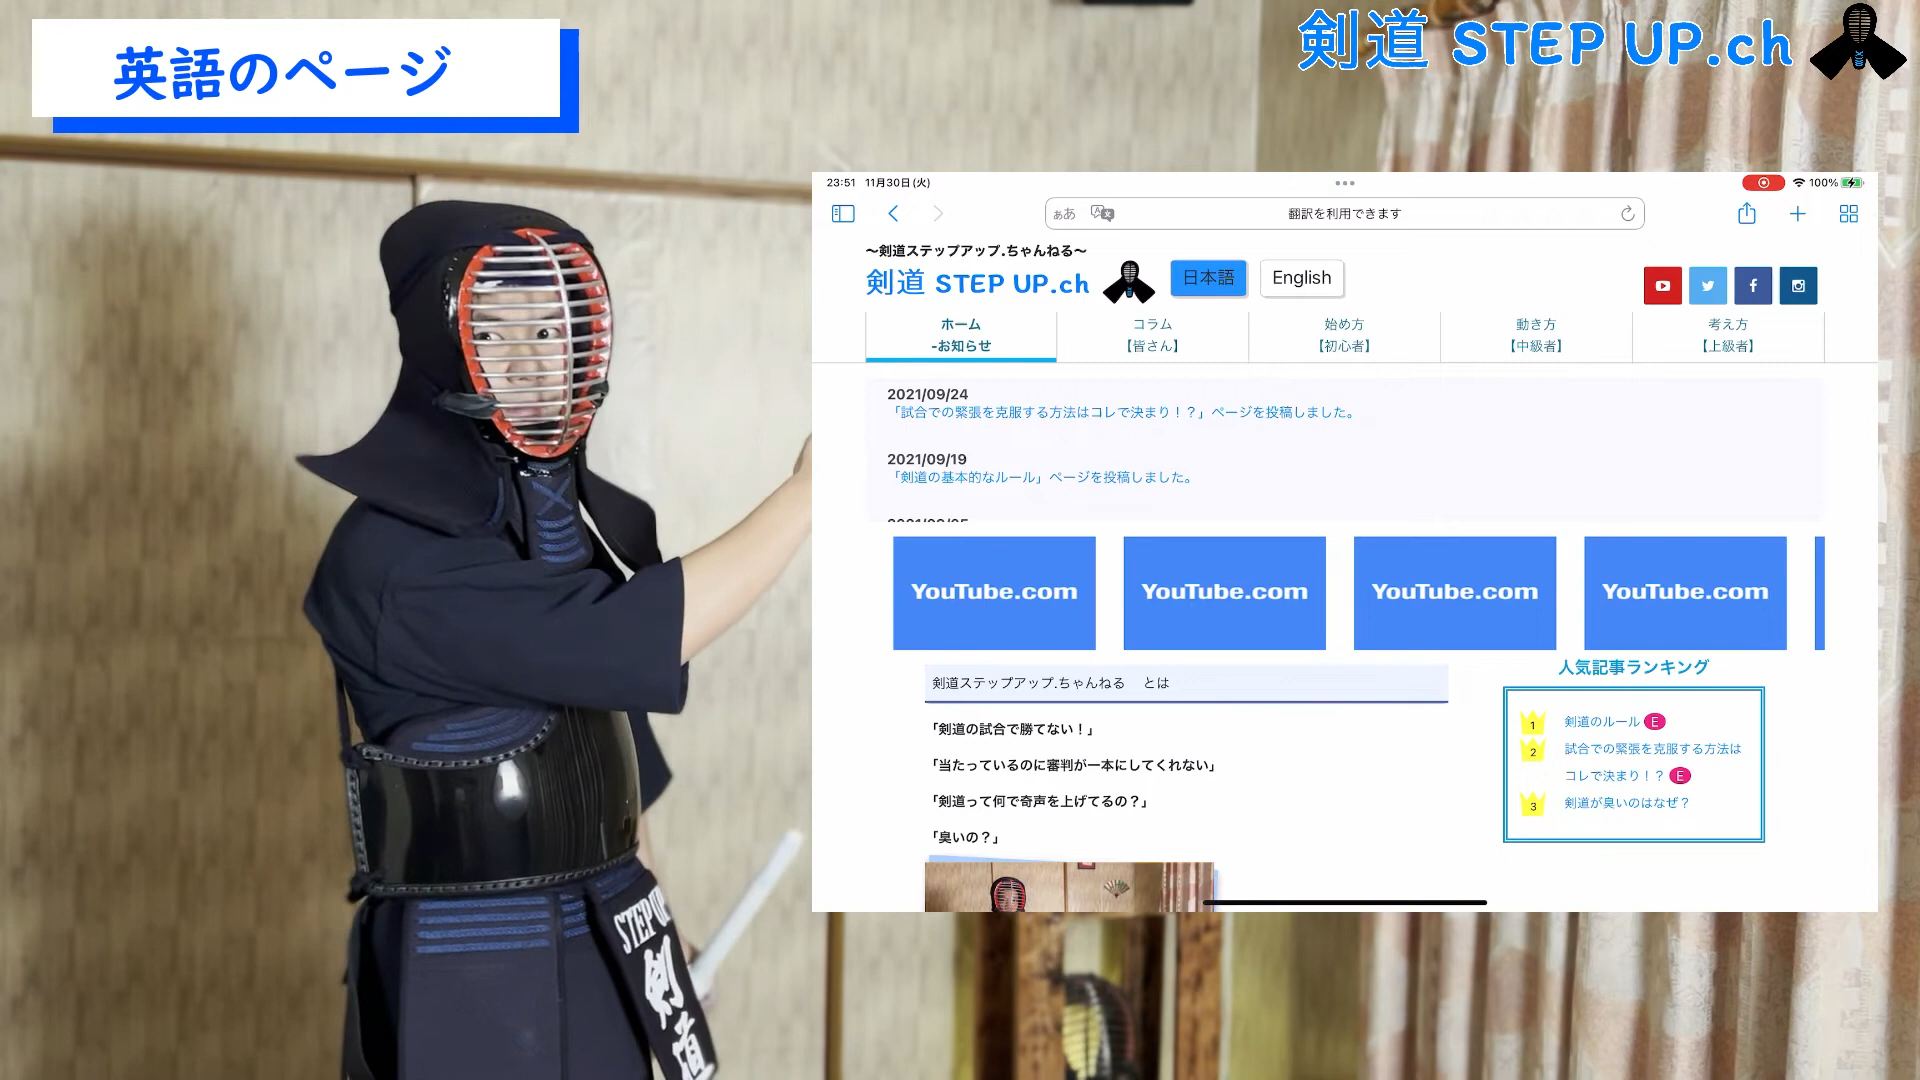 英語のページ
剣道 STEP UP.ch
23:51 11月30日(火)
100%
ぁあ
翻訳を利用できます
〜剣道ステップアップ.ちゃんねる〜
剣道 STEP UP.ch
日本語
English
ホーム
-お知らせ
コラム
【皆さん】
始め方
【初心者】
動き方
【中級者】
考え方
【上級者】
2021/09/24
「試合での緊張を克服する方法はコレで決まり！？」ページを投稿しました。
2021/09/19
「剣道の基本的なルール」ページを投稿しました。
YouTube.com
YouTube.com
YouTube.com
YouTube.com
剣道ステップアップ.ちゃんねる とは
「剣道の試合で勝てない！」
「当たっているのに審判が一本にしてくれない」
「剣道って何で奇声を上げてるの？」
「臭いの？」
人気記事ランキング
1 剣道のルール E
2 試合での緊張を克服する方法は
コレで決まり！？ E
3 剣道が臭いのはなぜ？
STEP UP
剣道